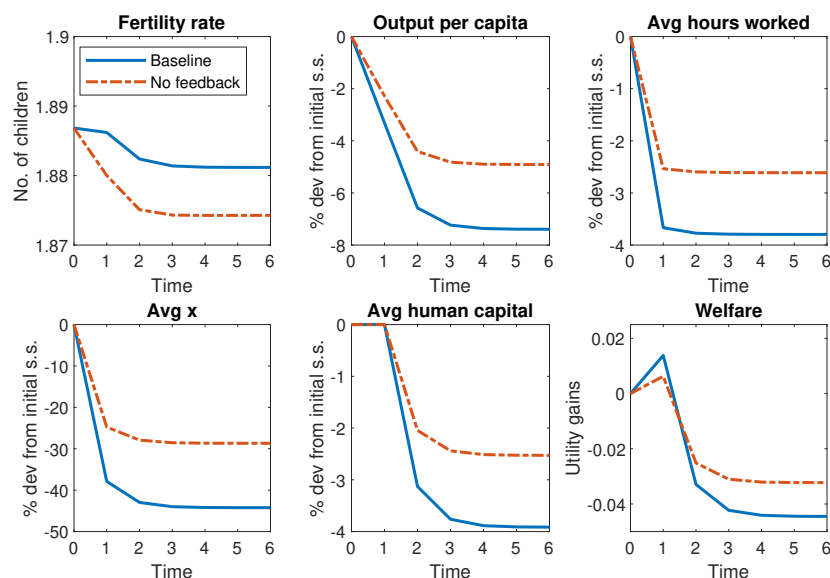 Fertility rate
1.9
1.89
1.88
1.87
No. of children
Baseline
No feedback
0 1 2 3 4 5 6
Time
Output per capita
0
-2
-4
-6
-8
% dev from initial s.s.
0 1 2 3 4 5 6
Time
Avg hours worked
0
-1
-2
-3
-4
% dev from initial s.s.
0 1 2 3 4 5 6
Time
Avg x
0
-10
-20
-30
-40
-50
% dev from initial s.s.
0 1 2 3 4 5 6
Time
Avg human capital
0
-1
-2
-3
-4
% dev from initial s.s.
0 1 2 3 4 5 6
Time
Welfare
0.02
0
-0.02
-0.04
Utility gains
0 1 2 3 4 5 6
Time